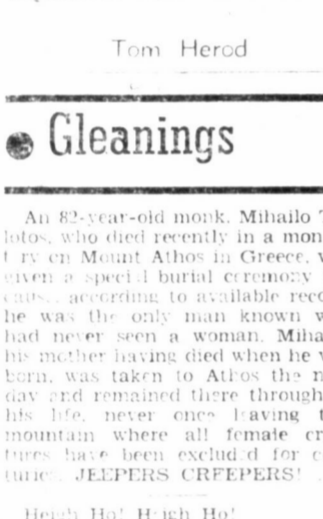 Tom Herod
Gleanings
An 82-year-old monk, Mihailo T
lotos, who died recently in a mon
t ry on Mount Athos in Greece, w
given a special burial ceremony
caus, according to available reco
he was the only man known w
had never seen a woman. Miha
his mother having died when he w
born, was taken to Athos the n
day and remained there through
his life, never once leaving t
mountain where all female cr
tures have been excluded for c
turies. JEEPERS CREEPERS!
Heigh Ho! Heigh Ho!